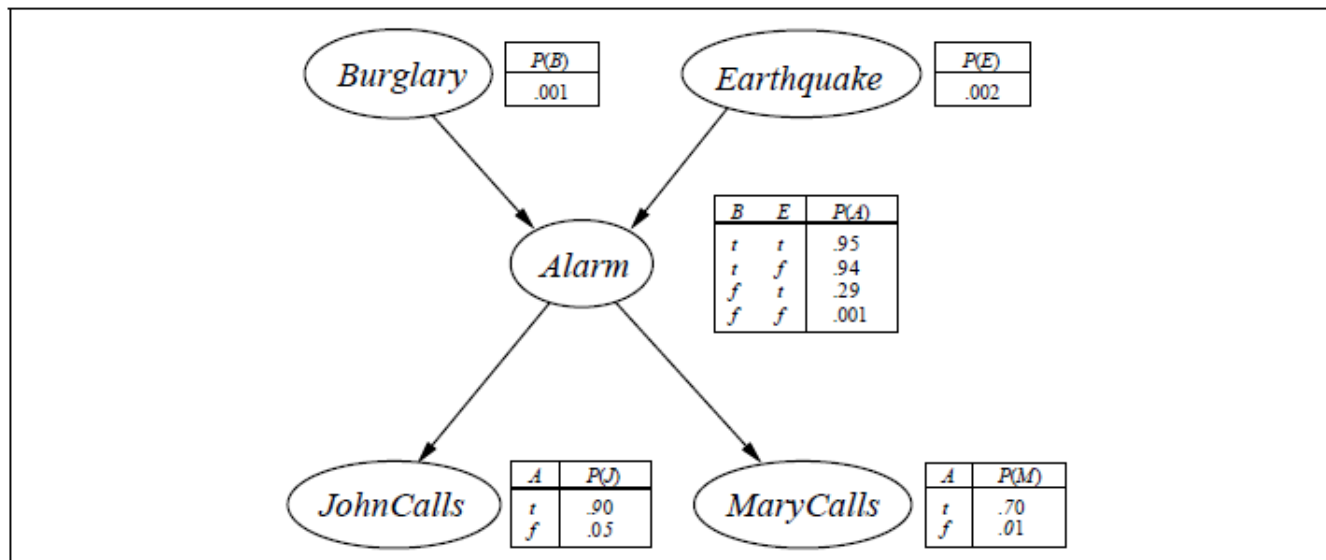 Burglary
P(B)
.001
Earthquake
P(E)
.002
Alarm
B E P(A)
t t .95
t f .94
f t .29
f f .001
JohnCalls
A P(J)
t .90
f .05
MaryCalls
A P(M)
t .70
f .01